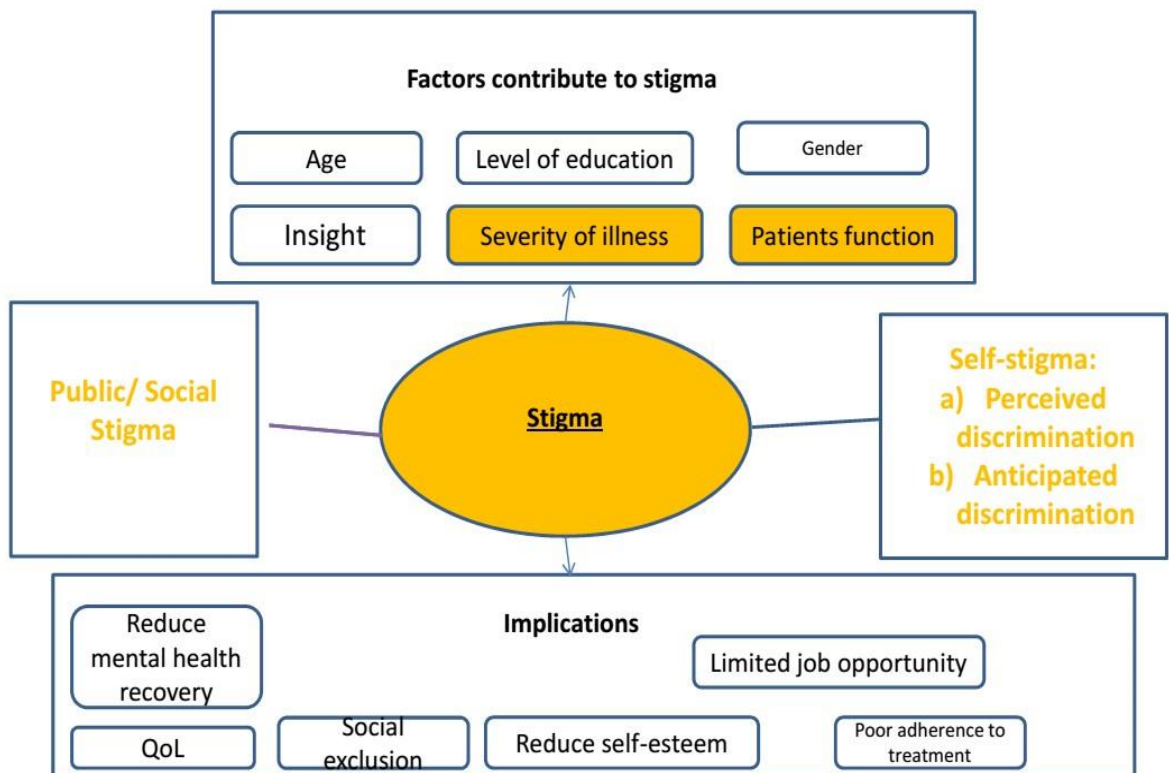 Factors contribute to stigma
Age
Level of education
Gender
Insight
Severity of illness
Patients function
Public/ Social
Stigma
Stigma
Self-stigma:
a) Perceived
discrimination
b) Anticipated
discrimination
Implications
Reduce
mental health
recovery
Limited job opportunity
QoL
Social
exclusion
Reduce self-esteem
Poor adherence to
treatment